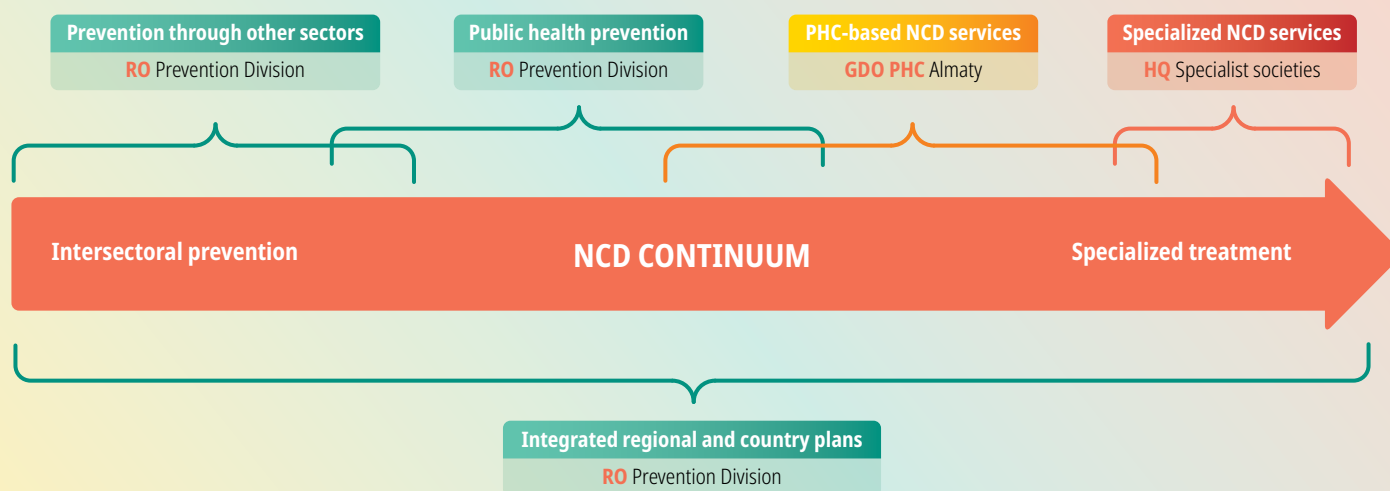 Prevention through other sectors
RO Prevention Division
Public health prevention
RO Prevention Division
PHC-based NCD services
GDO PHC Almaty
Specialized NCD services
HQ Specialist societies
Intersectoral prevention
NCD CONTINUUM
Specialized treatment
Integrated regional and country plans
RO Prevention Division